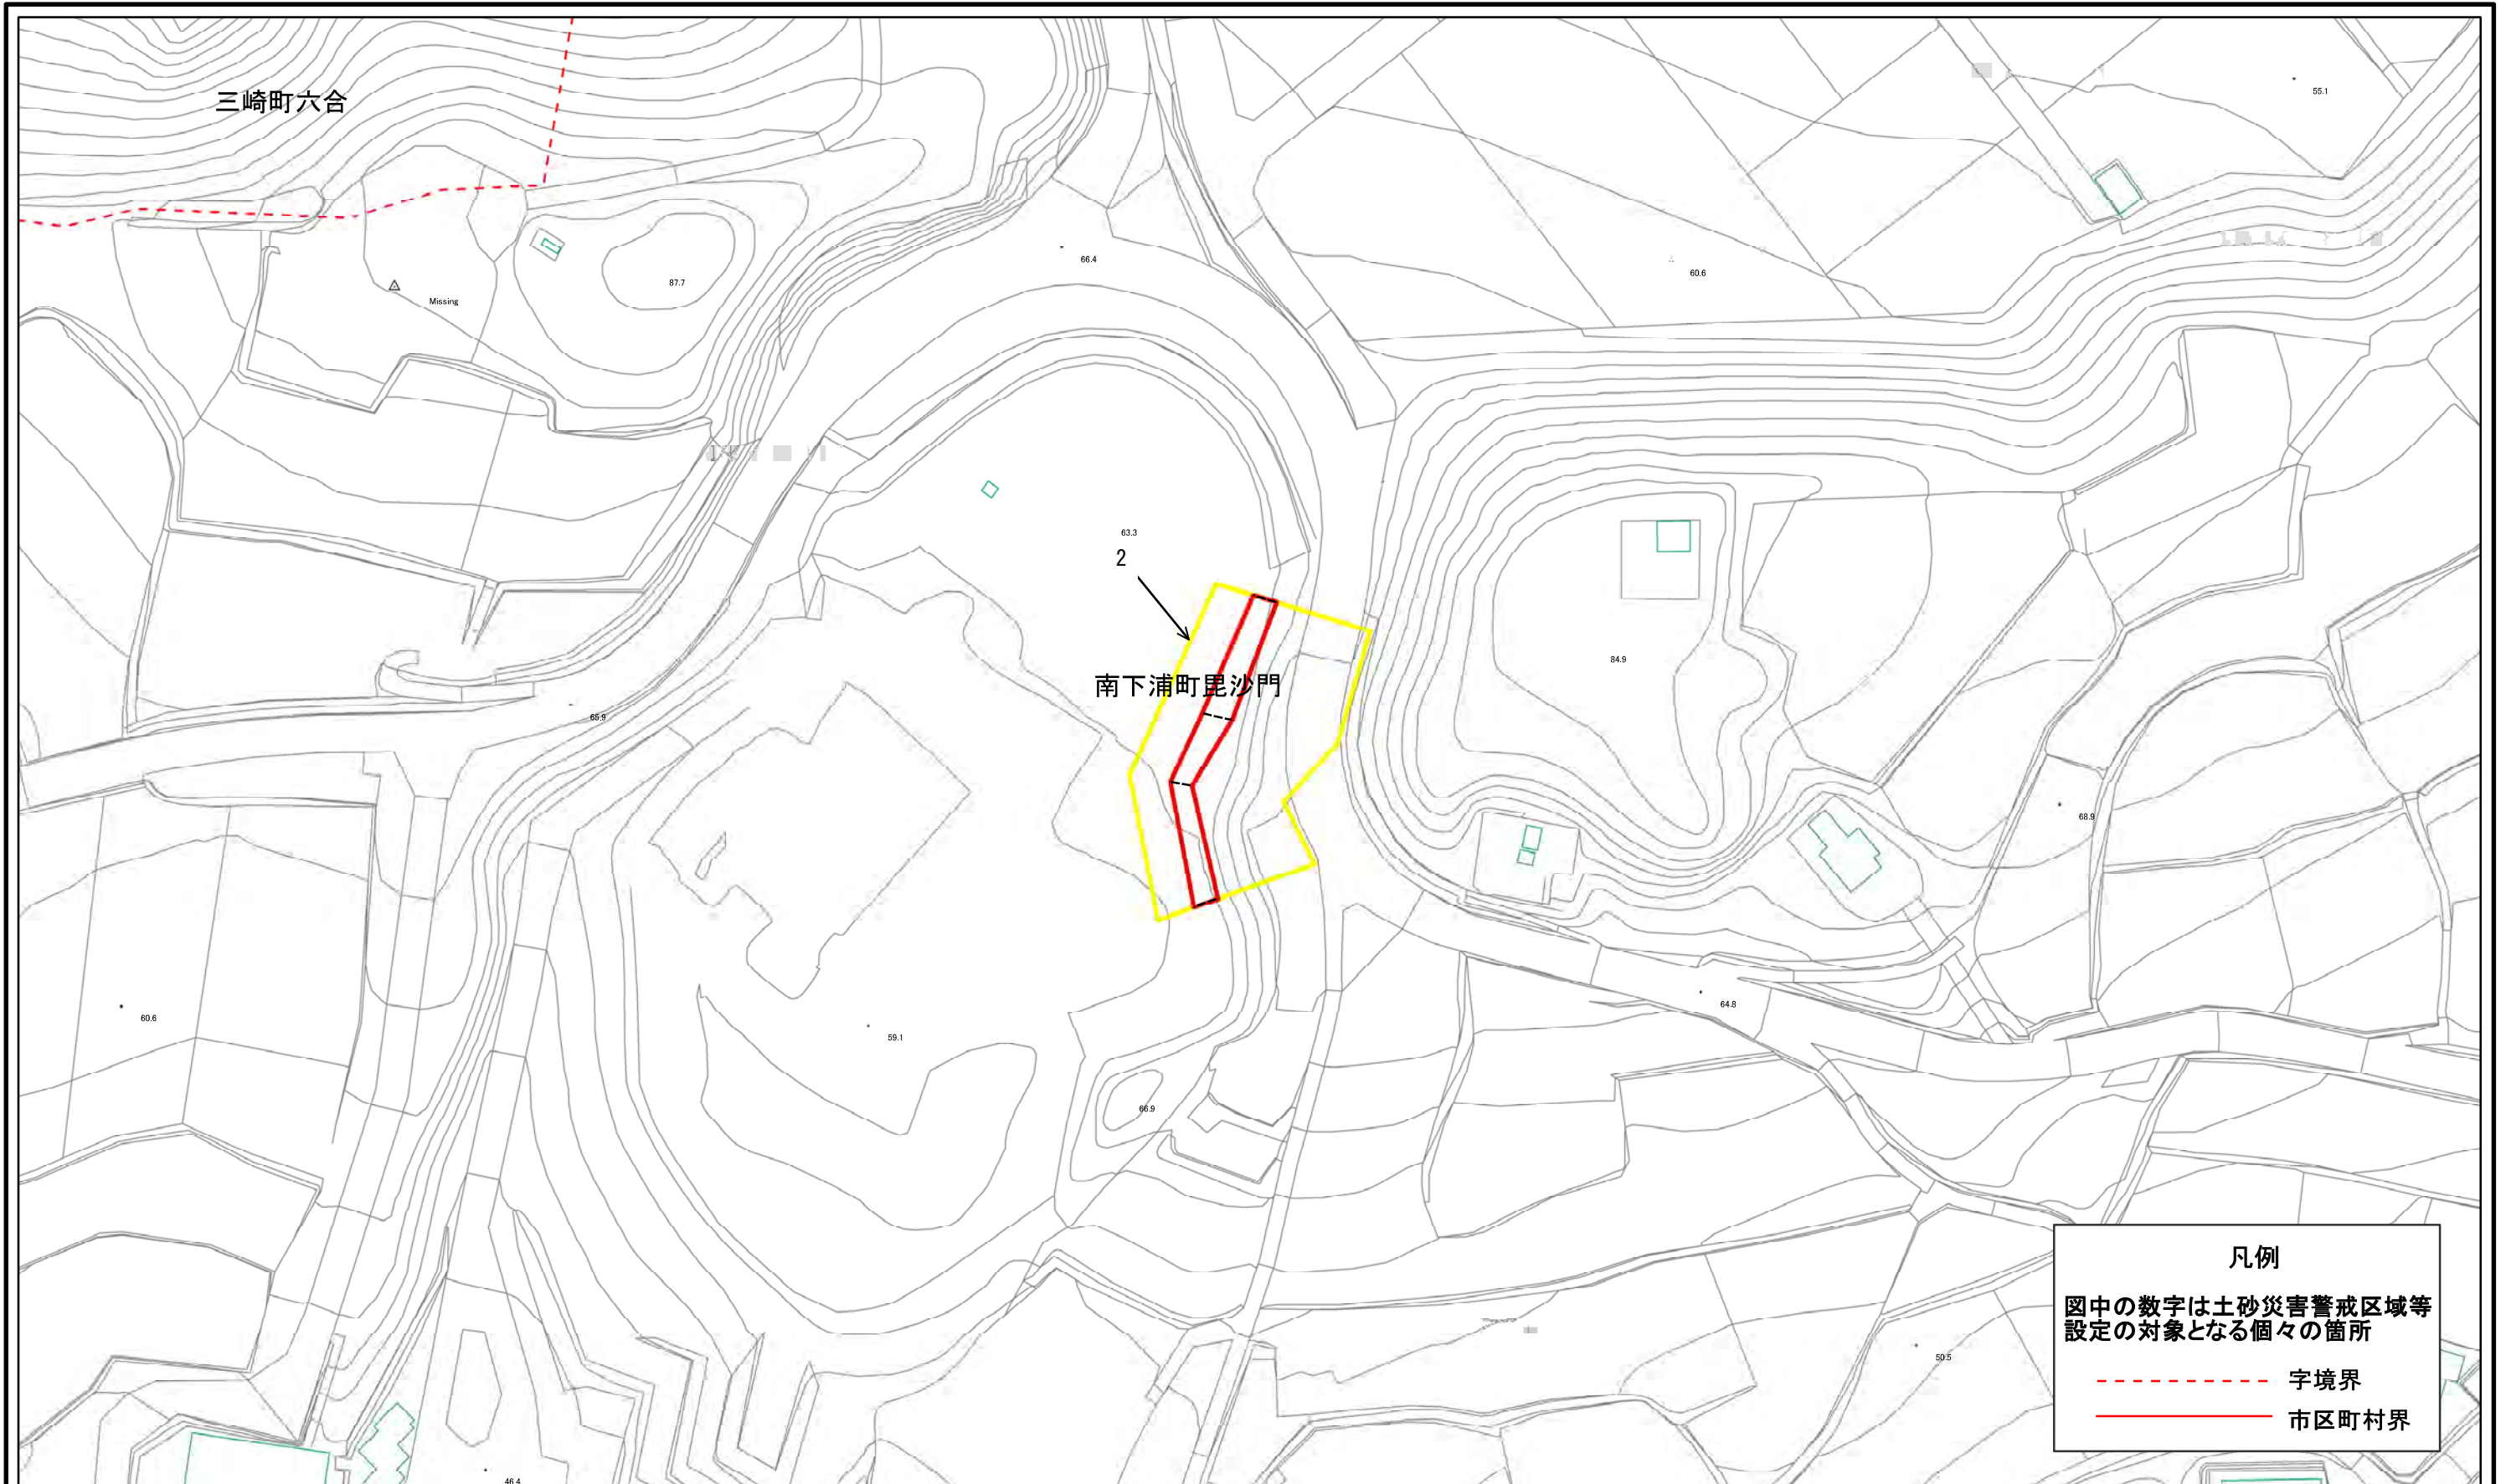 三崎町六合
55.1
66.4
60.6
87.7
Missing
63.3
2
84.9
南下浦町毘沙門
65.9
68.9
64.8
60.6
59.1
66.9
凡例
図中の数字は土砂災害警戒区域等
設定の対象となる個々の箇所
50.5
字境界
市区町村界
46.4